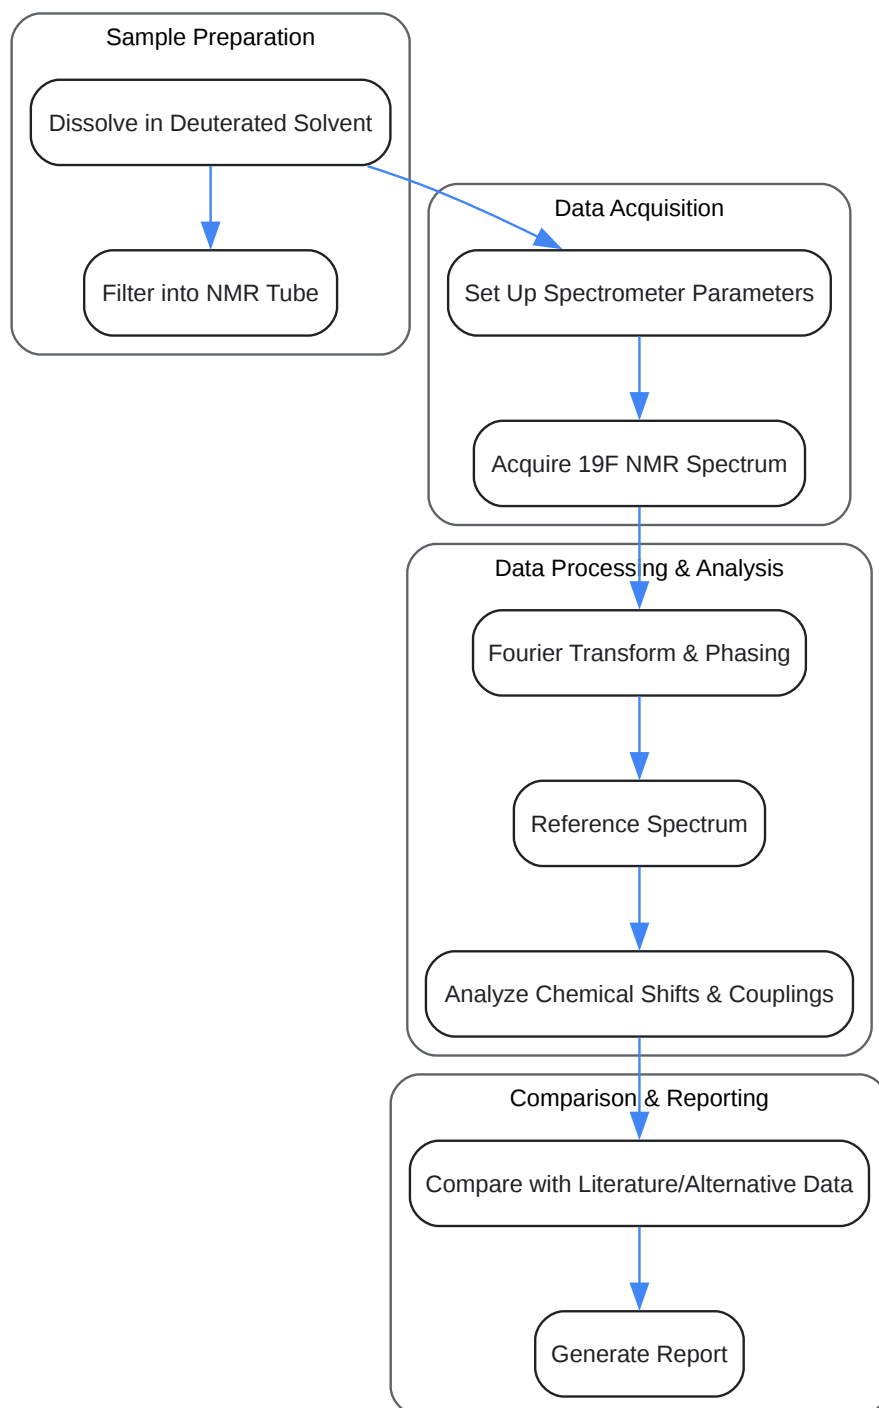 Sample Preparation
Dissolve in Deuterated Solvent
Filter into NMR Tube
Data Acquisition
Set Up Spectrometer Parameters
Acquire 19F NMR Spectrum
Data Processing & Analysis
Fourier Transform & Phasing
Reference Spectrum
Analyze Chemical Shifts & Couplings
Comparison & Reporting
Compare with Literature/Alternative Data
Generate Report